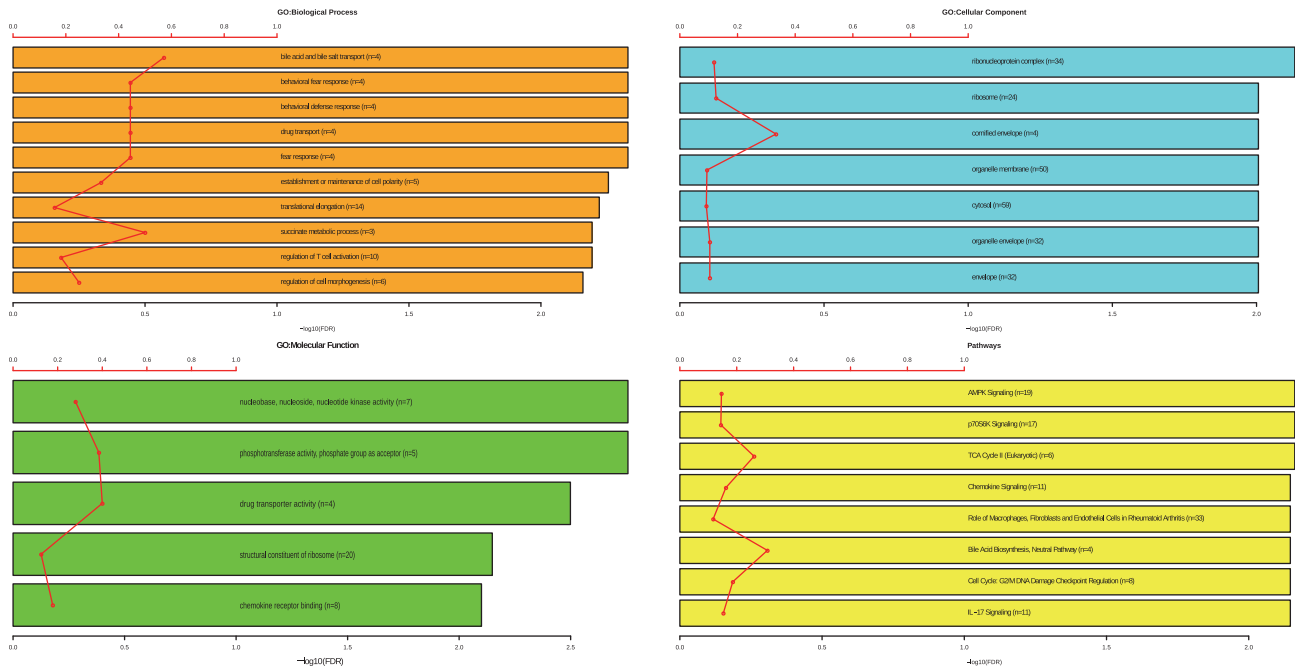 GO:Biological Process
0.0 0.2 0.4 0.6 0.8 1.0
bile acid and bile salt transport (n=4)
behavioral fear response (n=4)
behavioral defense response (n=4)
drug transport (n=4)
fear response (n=4)
establishment or maintenance of cell polarity (n=5)
translational elongation (n=14)
succinate metabolic process (n=3)
regulation of T cell activation (n=10)
regulation of cell morphogenesis (n=6)
0.0 0.5 1.0 1.5 2.0
−log10(FDR)
GO:Cellular Component
0.0 0.2 0.4 0.6 0.8 1.0
ribonucleoprotein complex (n=34)
ribosome (n=24)
cornified envelope (n=4)
organelle membrane (n=50)
cytosol (n=59)
organelle envelope (n=32)
envelope (n=32)
0.0 0.5 1.0 1.5 2.0
−log10(FDR)
GO:Molecular Function
0.0 0.2 0.4 0.6 0.8 1.0
nucleobase, nucleoside, nucleotide kinase activity (n=7)
phosphotransferase activity, phosphate group as acceptor (n=5)
drug transporter activity (n=4)
structural constituent of ribosome (n=20)
chemokine receptor binding (n=8)
0.0 0.5 1.0 1.5 2.0 2.5
−log10(FDR)
Pathways
0.0 0.2 0.4 0.6 0.8 1.0
AMPK Signaling (n=19)
p70S6K Signaling (n=17)
TCA Cycle II (Eukaryotic) (n=6)
Chemokine Signaling (n=11)
Role of Macrophages, Fibroblasts and Endothelial Cells in Rheumatoid Arthritis (n=33)
Bile Acid Biosynthesis, Neutral Pathway (n=4)
Cell Cycle: G2/M DNA Damage Checkpoint Regulation (n=8)
IL−17 Signaling (n=11)
0.0 0.5 1.0 1.5 2.0
−log10(FDR)